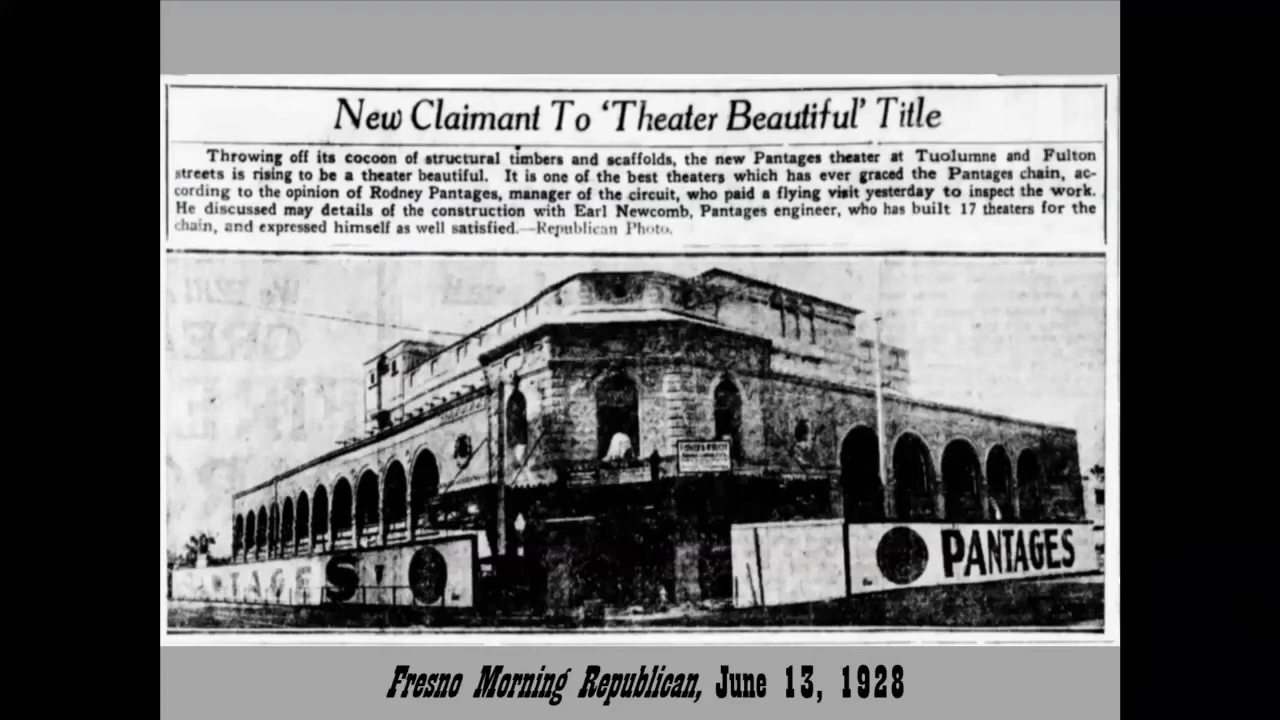 New Claimant To 'Theater Beautiful' Title
Throwing off its cocoon of structural timbers and scaffolds, the new Pantages theater at Tuolumne and Fulton
streets is rising to be a theater beautiful. It is one of the best theaters which has ever graced the Pantages chain, ac-
cording to the opinion of Rodney Pantages, manager of the circuit, who paid a flying visit yesterday to inspect the work.
He discussed may details of the construction with Earl Newcomb, Pantages engineer, who has built 17 theaters for the
chain, and expressed himself as well satisfied.—Republican Photo.
PANTAGES
PANTAGES
Fresno Morning Republican, June 13, 1928